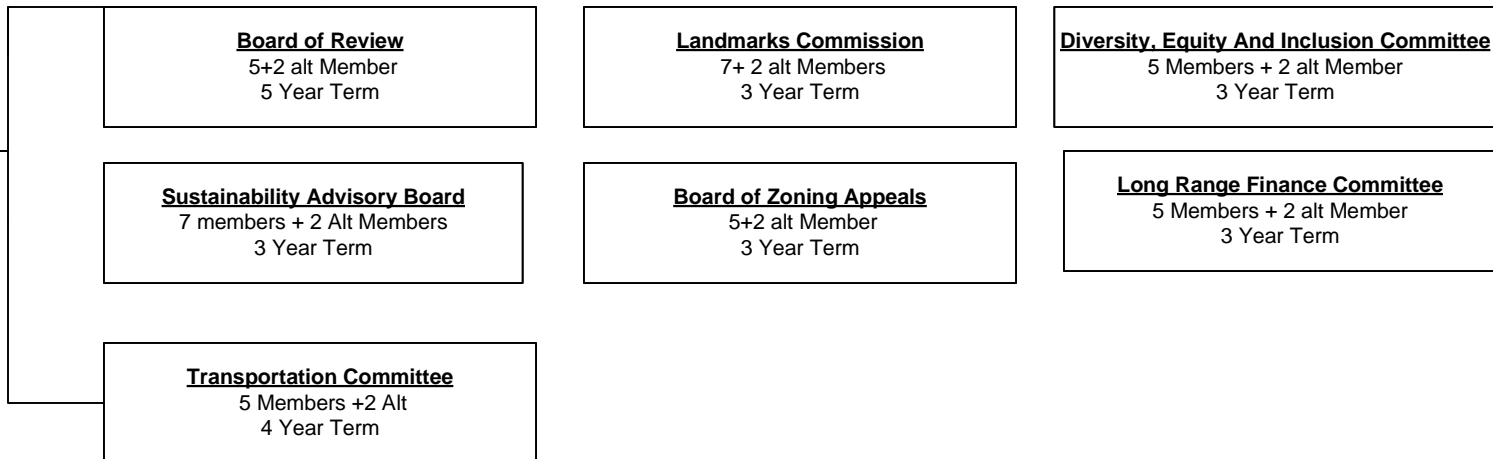 Board of Review
5+2 alt Member
5 Year Term
Landmarks Commission
7+ 2 alt Members
3 Year Term
Diversity, Equity And Inclusion Committee
5 Members + 2 alt Member
3 Year Term
Sustainability Advisory Board
7 members + 2 Alt Members
3 Year Term
Board of Zoning Appeals
5+2 alt Member
3 Year Term
Long Range Finance Committee
5 Members + 2 alt Member
3 Year Term
Transportation Committee
5 Members +2 Alt
4 Year Term